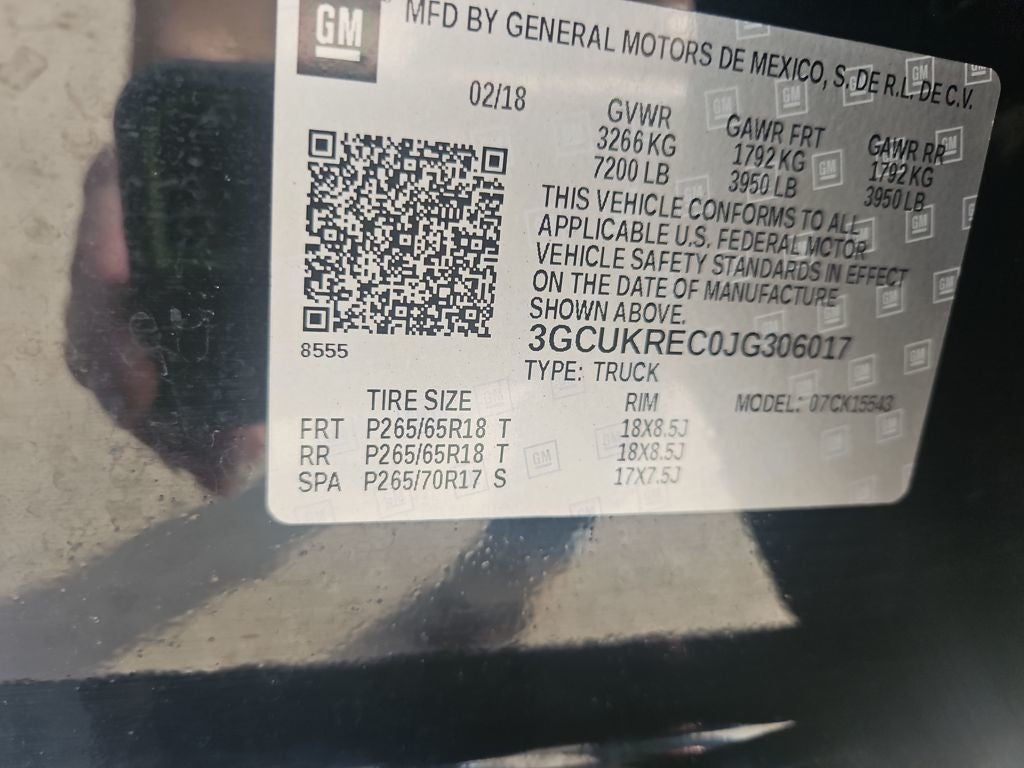 GM
MFD BY GENERAL MOTORS DE MEXICO, S. DE R.L. DE C.V.
02/18
GVWR GAWR FRT GAWR RR
3266 KG 1792 KG 1792 KG
7200 LB 3950 LB 3950 LB
THIS VEHICLE CONFORMS TO ALL
APPLICABLE U.S. FEDERAL MOTOR
VEHICLE SAFETY STANDARDS IN EFFECT
ON THE DATE OF MANUFACTURE
SHOWN ABOVE.
8555
3GCUKREC0JG306017
TYPE: TRUCK
TIRE SIZE RIM MODEL: 07CK15543
FRT P265/65R18 T 18X8.5J
RR P265/65R18 T 18X8.5J
SPA P265/70R17 S 17X7.5J